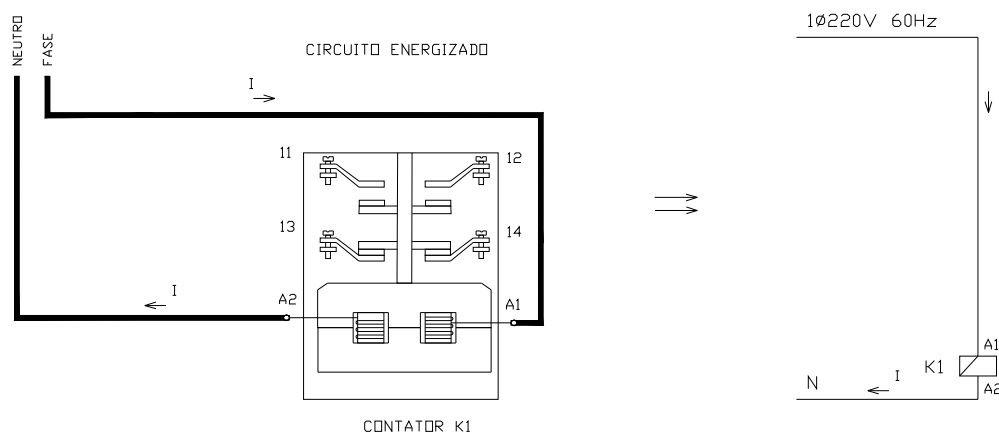 NEUTRO
FASE
CIRCUITO ENERGIZADO
I
11
12
13
14
A2
A1
I
CONTATOR K1
1Ø220V 60Hz
A1
K1
A2
I
N